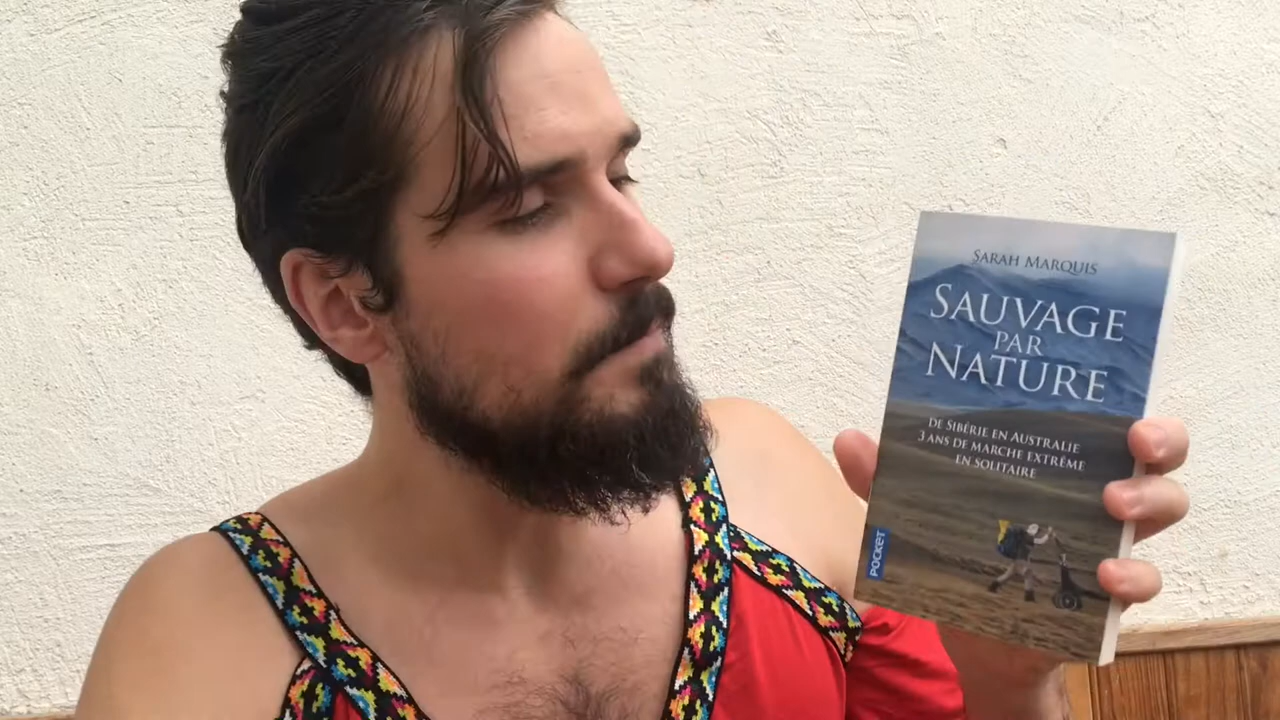 SARAH MARQUIS
SAUVAGE
PAR
NATURE
DE SIBÉRIE EN AUSTRALIE
3 ANS DE MARCHE EXTRÊME
EN SOLITAIRE
POCKET